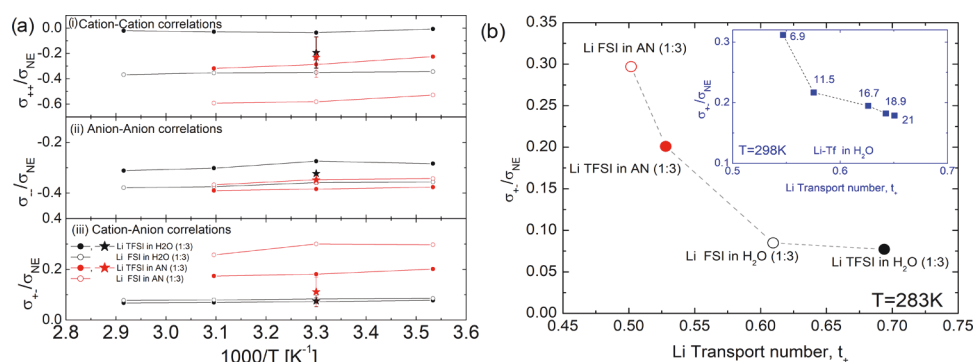 (a)
(i)Cation-Cation correlations
0.0
-0.2
-0.4
-0.6
σ++/σNE
(ii) Anion-Anion correlations
-0.2
0.4
σ--/σNE
(iii) Cation-Anion correlations
Li TFSI in H2O (1:3)
Li FSI in H2O (1:3)
Li TFSI in AN (1:3)
Li FSI in AN (1:3)
0.4
0.2
0.0
σ+-/σNE
2.8 2.9 3.0 3.1 3.2 3.3 3.4 3.5 3.6
1000/T [K⁻¹]
(b)
0.35
0.30
0.25
0.20
0.15
0.10
0.05
0.00
σ+-/σNE
Li FSI in AN (1:3)
Li TFSI in AN (1:3)
Li FSI in H₂O (1:3)
Li TFSI in H₂O (1:3)
T=283K
0.45 0.50 0.55 0.60 0.65 0.70 0.75
Li Transport number, t+
0.3
0.2
0.1
σ+-/σNE
6.9
11.5
16.7
18.9
21
T=298K
Li-Tf in H₂O
0.5 0.6 0.7
Li Transport number, t+